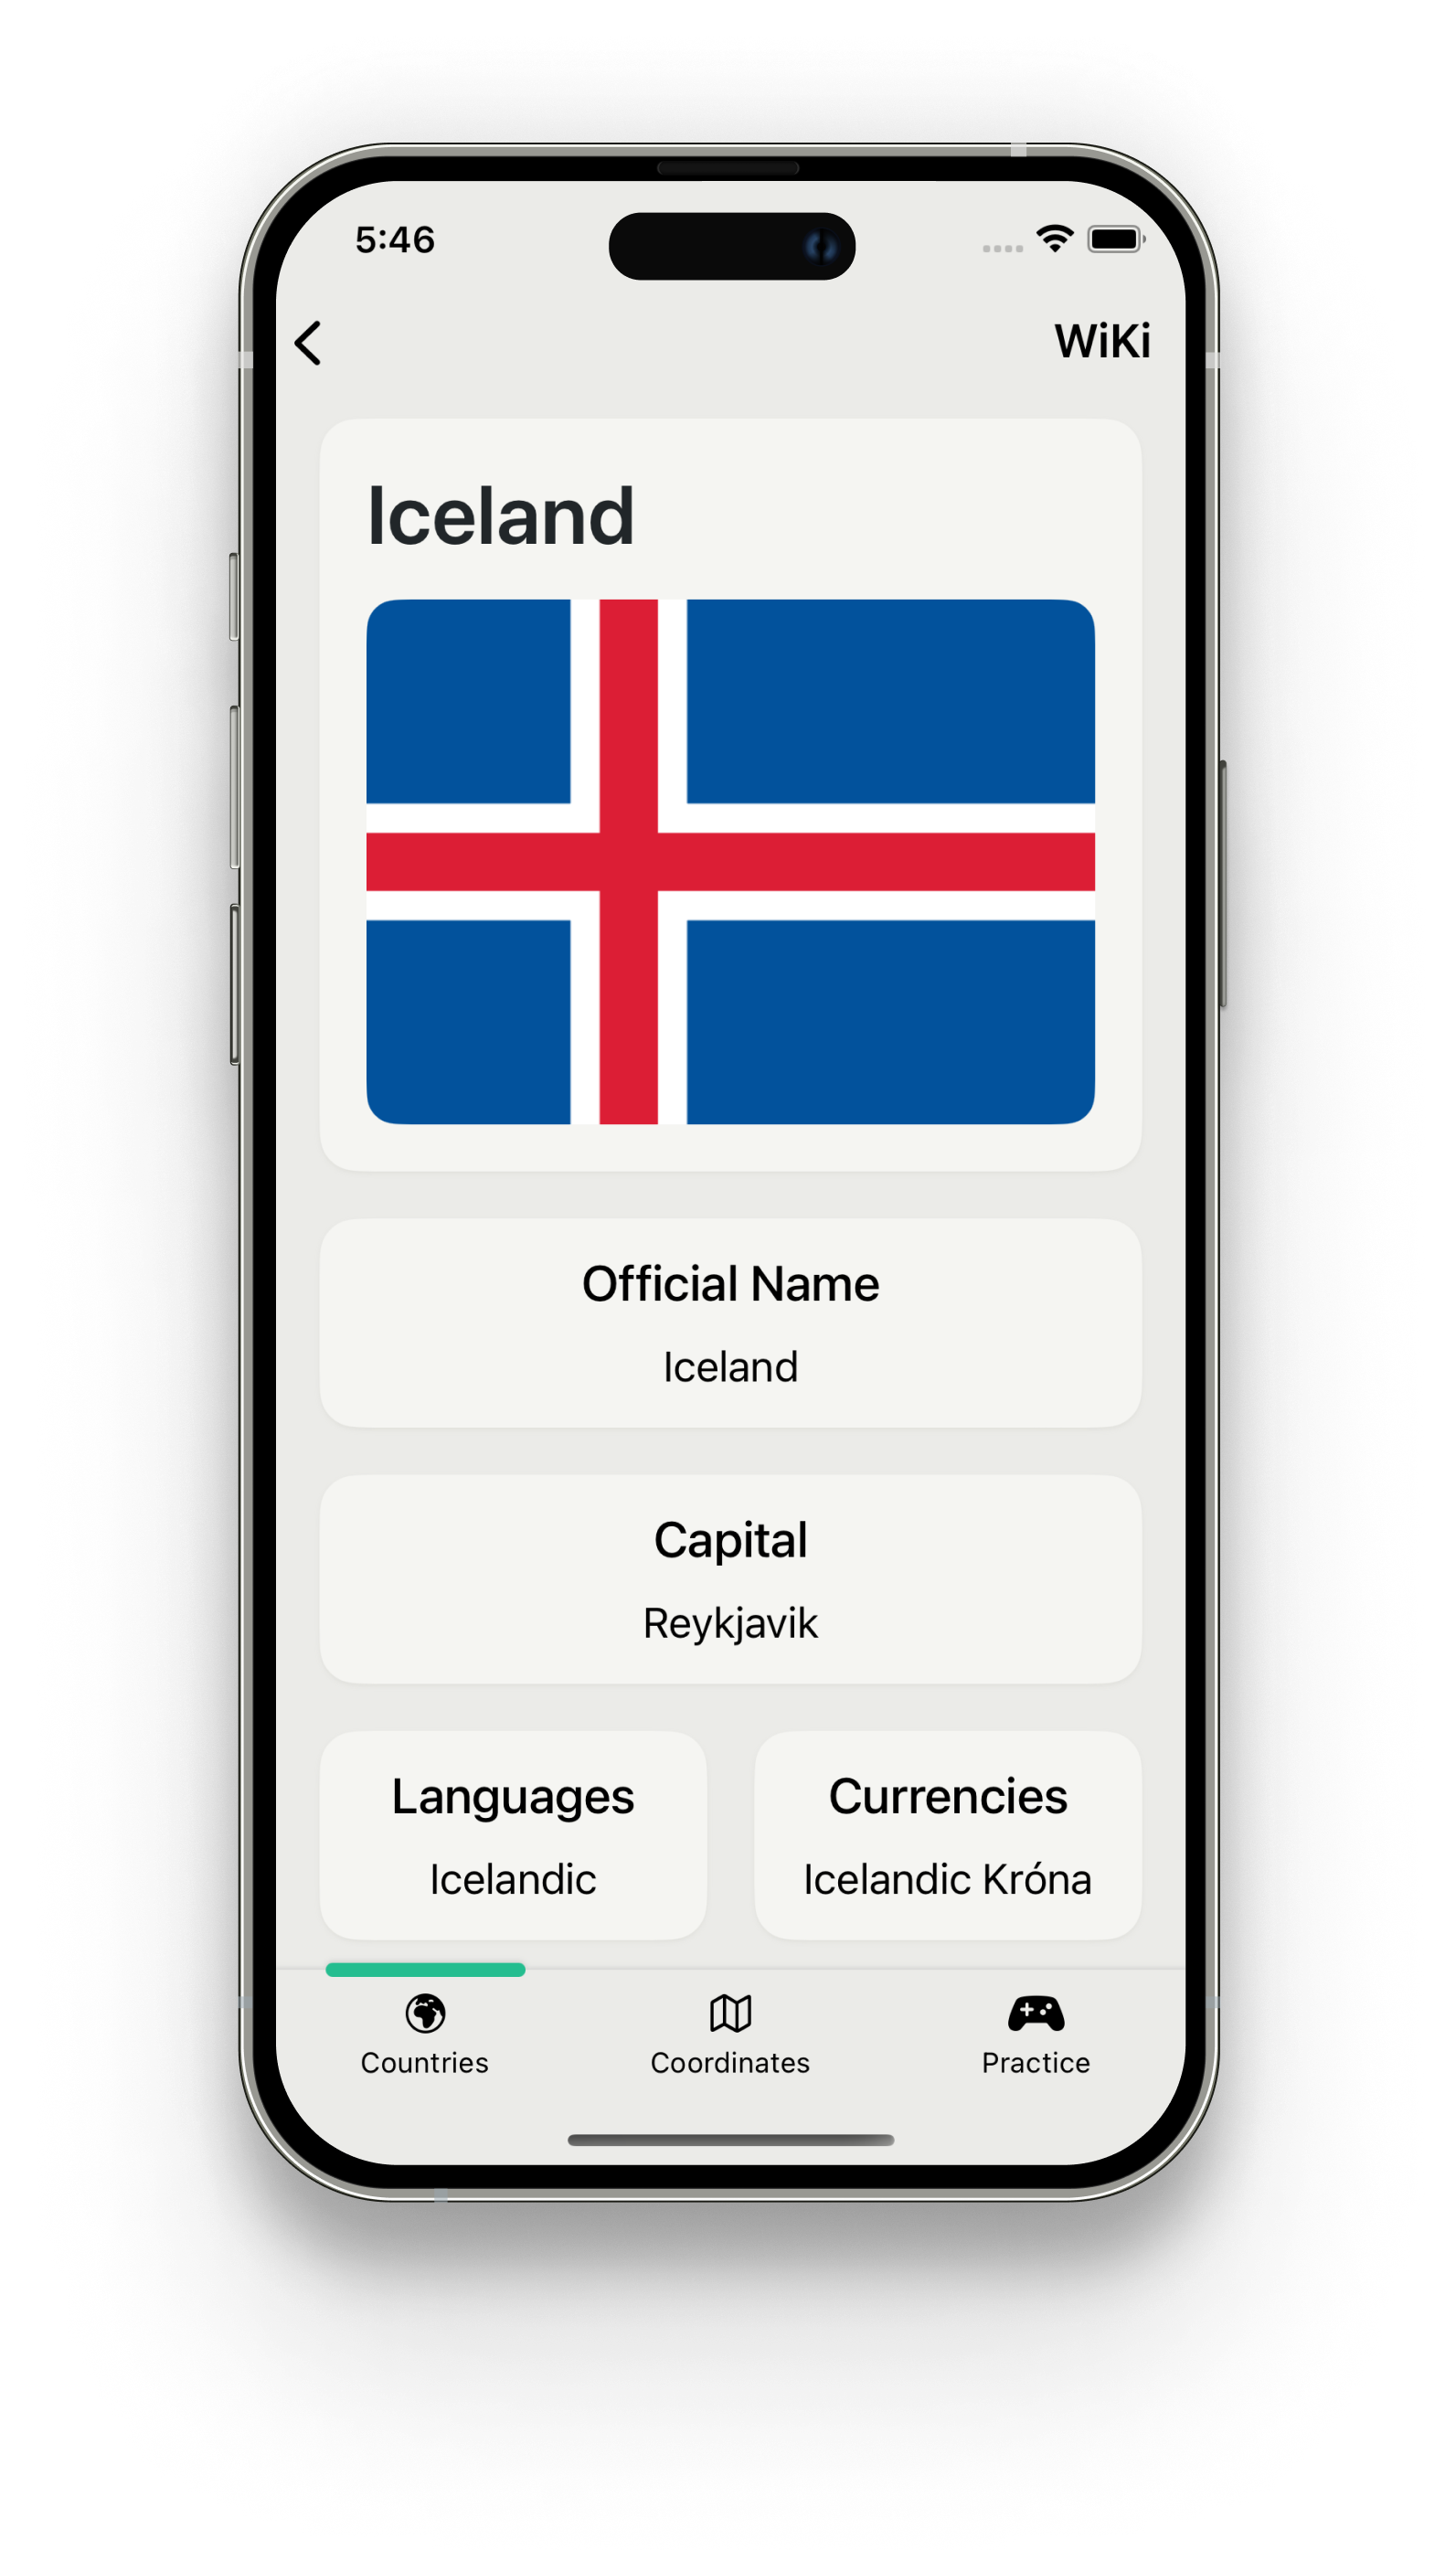 5:46
WiKi
Iceland
Official Name
Iceland
Capital
Reykjavik
Languages
Icelandic
Currencies
Icelandic Króna
Countries
Coordinates
Practice